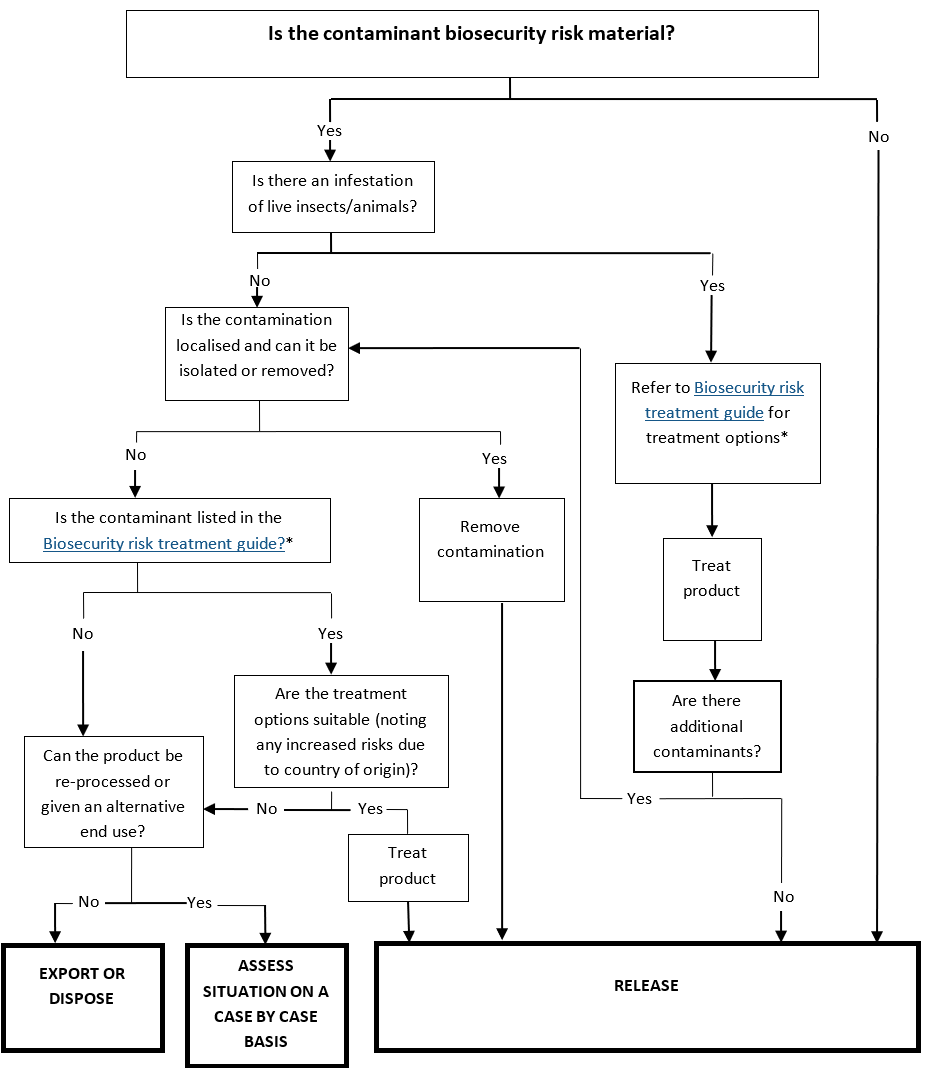 Is the contaminant biosecurity risk material?
Yes
No
Is there an infestation
of live insects/animals?
No
Yes
Is the contamination
localised and can it be
isolated or removed?
Refer to Biosecurity risk
treatment guide for
treatment options*
No
Yes
Is the contaminant listed in the
Biosecurity risk treatment guide?*
Remove
contamination
Treat
product
No
Yes
Are the treatment
options suitable (noting
any increased risks due
to country of origin)?
Are there
additional
contaminants?
Can the product be
re-processed or
given an alternative
end use?
No
Yes
Yes
Treat
product
No
Yes
No
EXPORT OR
DISPOSE
ASSESS
SITUATION ON A
CASE BY CASE
BASIS
RELEASE